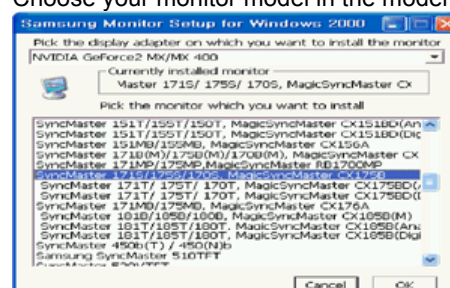 Choose your monitor model in the model
Samsung Monitor Setup for Windows 2000
Pick the display adapter on which you want to install the monitor
NVIDIA GeForce2 MX/MX 400
Currently installed monitor
Master 171S/ 175S/ 170S, MagicSyncMaster CX
Pick the monitor which you want to install
SyncMaster 151T/155T/150T, MagicSyncMaster CX151BD(An
SyncMaster 151T/155T/150T, MagicSyncMaster CX151BD(Dig
SyncMaster 151MB/155MB, MagicSyncMaster CX156A
SyncMaster 171B(M)/175B(M)/170B(M), MagicSyncMaster CX
SyncMaster 171MP/175MP,MagicSyncMaster RB1700MP
SyncMaster 171S/175S/170S, MagicSyncMaster CX175B
SyncMaster 171T/ 175T/ 170T, MagicSyncMaster CX175BD(
SyncMaster 171T/ 175T/ 170T, MagicSyncMaster CX175BD(
SyncMaster 171MB/175MB, MagicSyncMaster CX176A
SyncMaster 181B/185B/180B, MagicSyncMaster CX185B(M)
SyncMaster 181T/185T/180T, MagicSyncMaster CX185B(Ana
SyncMaster 181T/185T/180T, MagicSyncMaster CX185B(Digi
SyncMaster 450b(T) / 450(N)b
Samsung SyncMaster 510TFT
SyncMaster 520/TFT
Cancel
OK